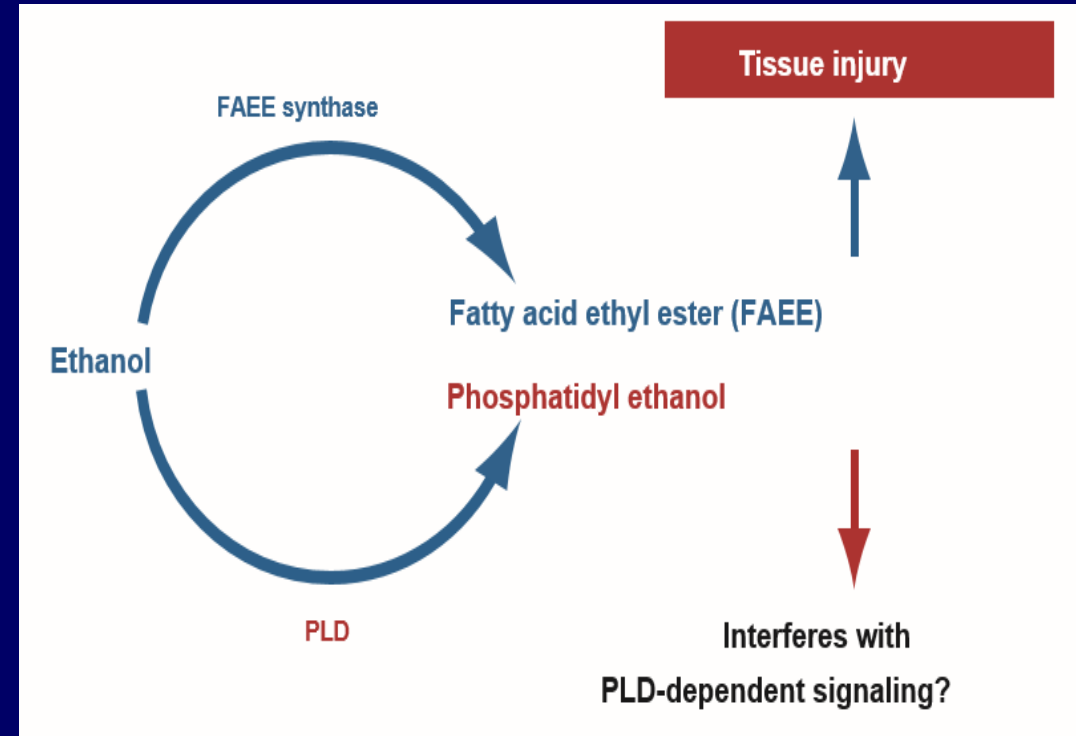 Tissue injury
FAEE synthase
Fatty acid ethyl ester (FAEE)
Ethanol
Phosphatidyl ethanol
PLD
Interferes with
PLD-dependent signaling?